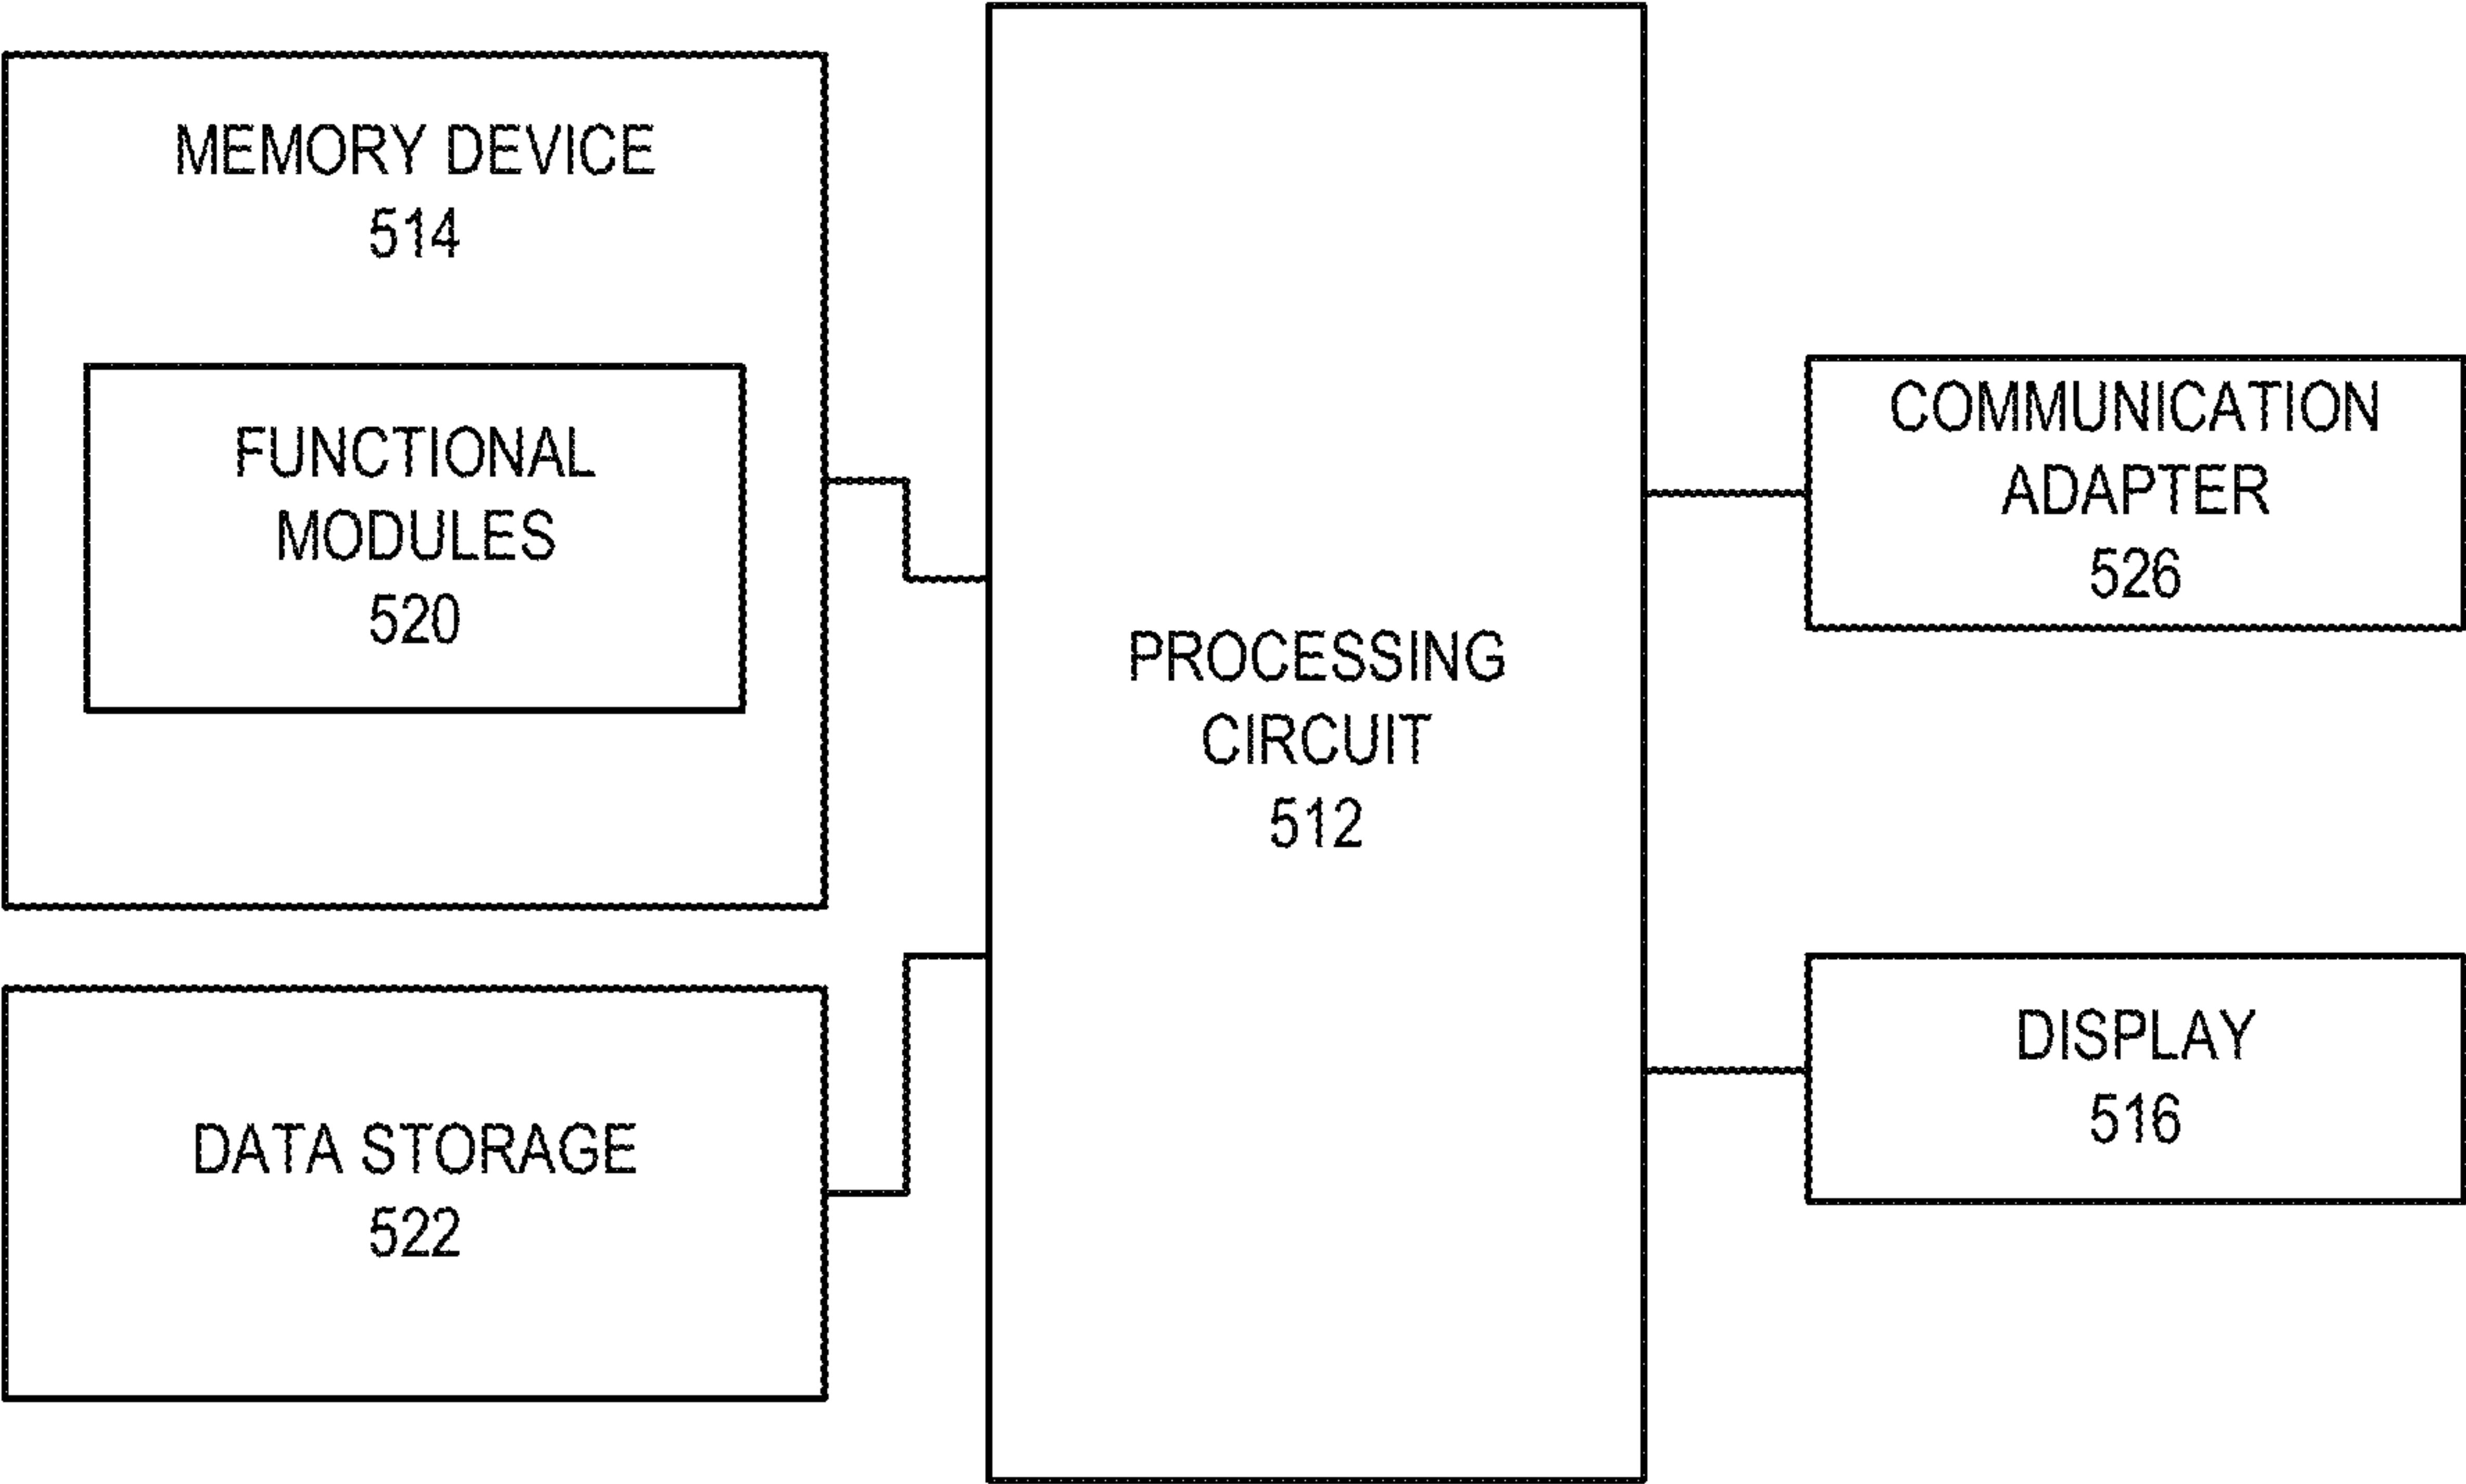 MEMORY DEVICE
514
FUNCTIONAL
MODULES
520
DATA STORAGE
522
PROCESSING
CIRCUIT
512
COMMUNICATION
ADAPTER
526
DISPLAY
516